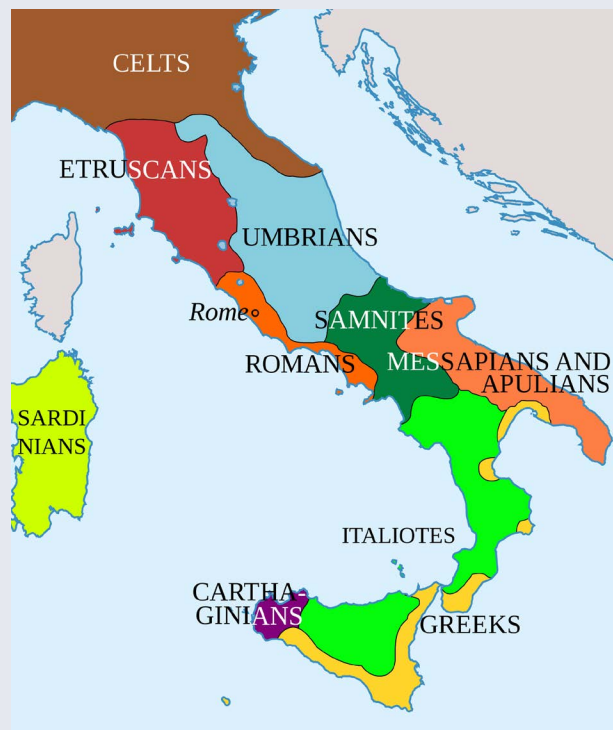 CELTS
ETRUSCANS
UMBRIANS
Rome
SAMNITES
ROMANS
MESSAPIANS AND
APULIANS
SARDI
NIANS
ITALIOTES
CARTHA-
GINIANS
GREEKS